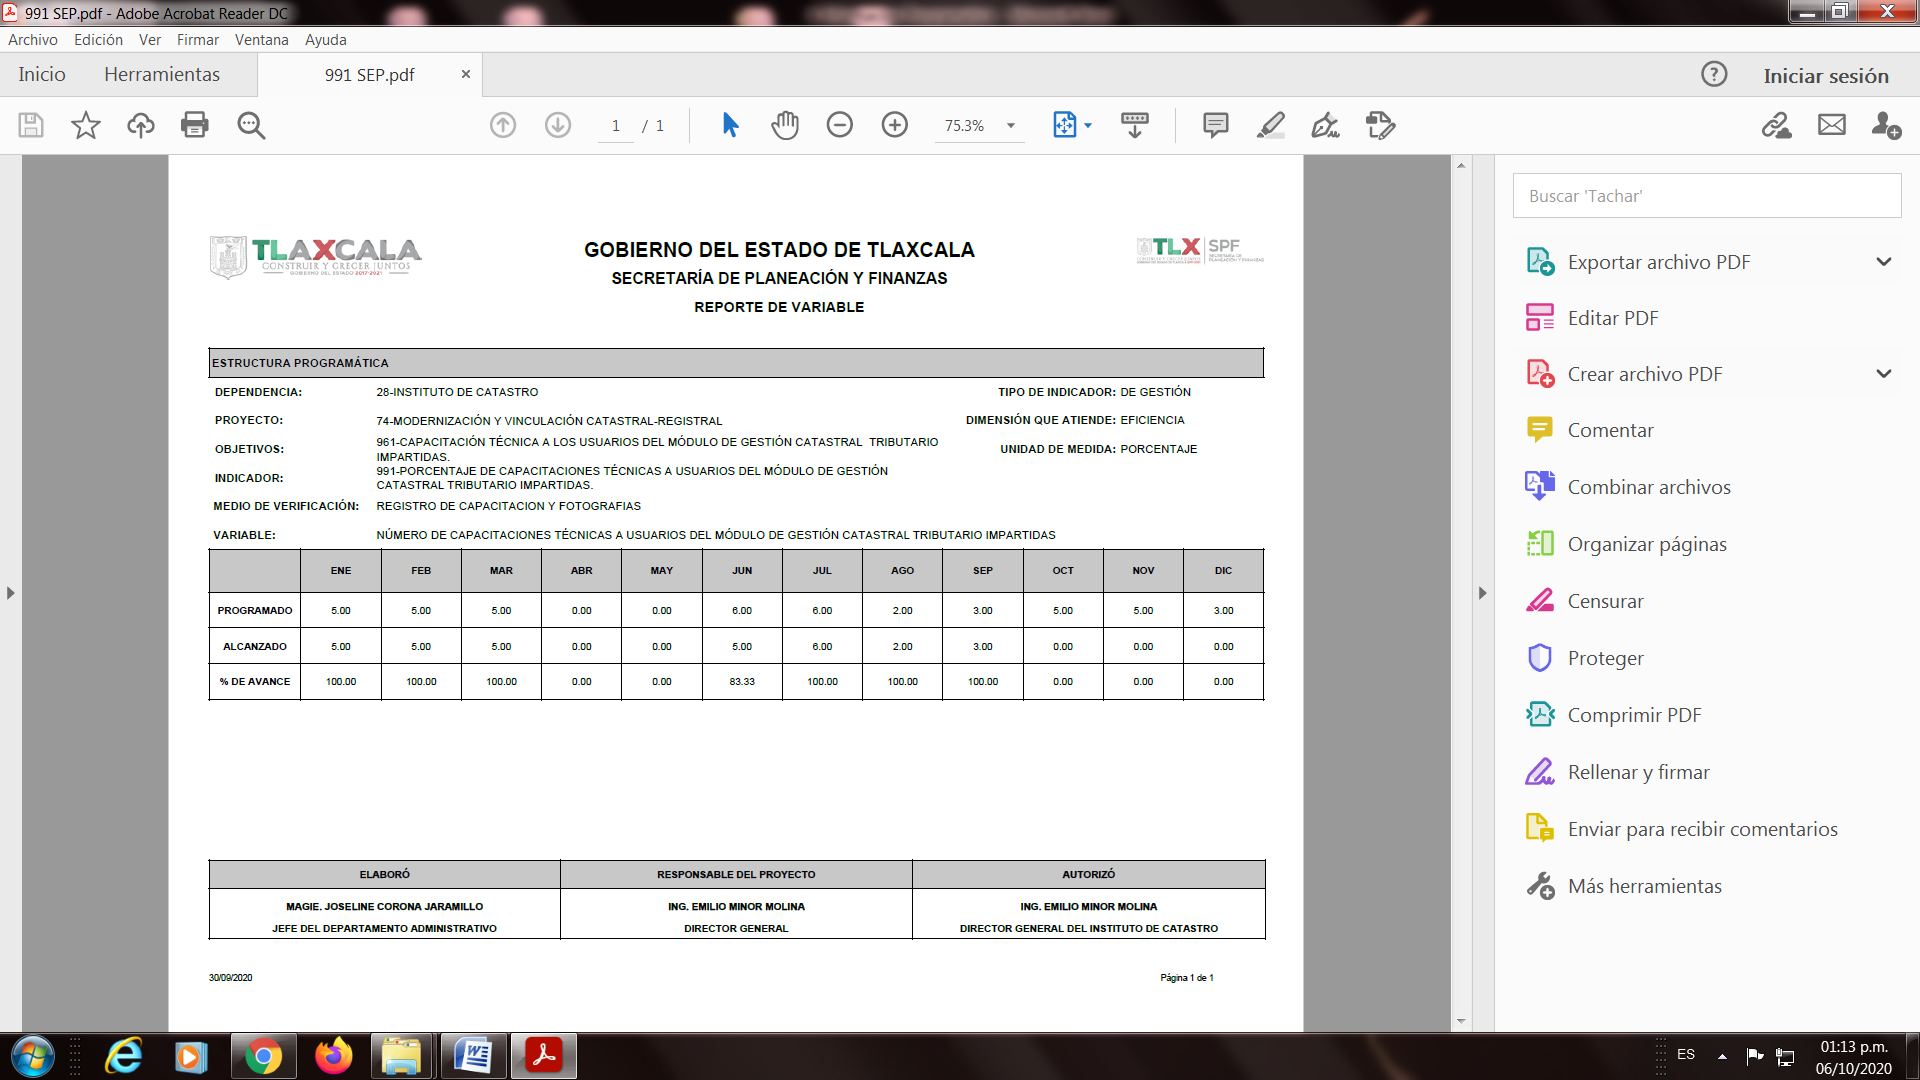 991 SEP.pdf - Adobe Acrobat Reader DC
Archivo Edición Ver Firmar Ventana Ayuda
Inicio Herramientas 991 SEP.pdf × Iniciar sesión
1 / 1 75.3%
Buscar 'Tachar'
Exportar archivo PDF
Editar PDF
Crear archivo PDF
Comentar
Combinar archivos
Organizar páginas
Censurar
Proteger
Comprimir PDF
Rellenar y firmar
Enviar para recibir comentarios
Más herramientas
TLAXCALA
CONSTRUIR Y CRECER JUNTOS
GOBIERNO DEL ESTADO 2017-2021
GOBIERNO DEL ESTADO DE TLAXCALA
SECRETARÍA DE PLANEACIÓN Y FINANZAS
REPORTE DE VARIABLE
TLX SPF
SECRETARÍA DE
PLANEACIÓN Y FINANZAS
ESTRUCTURA PROGRAMÁTICA
DEPENDENCIA: 28-INSTITUTO DE CATASTRO TIPO DE INDICADOR: DE GESTIÓN
PROYECTO: 74-MODERNIZACIÓN Y VINCULACIÓN CATASTRAL-REGISTRAL DIMENSIÓN QUE ATIENDE: EFICIENCIA
OBJETIVOS: 961-CAPACITACIÓN TÉCNICA A LOS USUARIOS DEL MÓDULO DE GESTIÓN CATASTRAL TRIBUTARIO
IMPARTIDAS. UNIDAD DE MEDIDA: PORCENTAJE
INDICADOR: 991-PORCENTAJE DE CAPACITACIONES TÉCNICAS A USUARIOS DEL MÓDULO DE GESTIÓN
CATASTRAL TRIBUTARIO IMPARTIDAS.
MEDIO DE VERIFICACIÓN: REGISTRO DE CAPACITACION Y FOTOGRAFIAS
VARIABLE: NÚMERO DE CAPACITACIONES TÉCNICAS A USUARIOS DEL MÓDULO DE GESTIÓN CATASTRAL TRIBUTARIO IMPARTIDAS
ENE FEB MAR ABR MAY JUN JUL AGO SEP OCT NOV DIC
PROGRAMADO 5.00 5.00 5.00 0.00 0.00 6.00 6.00 2.00 3.00 5.00 5.00 3.00
ALCANZADO 5.00 5.00 5.00 0.00 0.00 5.00 6.00 2.00 3.00 0.00 0.00 0.00
% DE AVANCE 100.00 100.00 100.00 0.00 0.00 83.33 100.00 100.00 100.00 0.00 0.00 0.00
ELABORÓ RESPONSABLE DEL PROYECTO AUTORIZÓ
MAGIE. JOSELINE CORONA JARAMILLO ING. EMILIO MINOR MOLINA ING. EMILIO MINOR MOLINA
JEFE DEL DEPARTAMENTO ADMINISTRATIVO DIRECTOR GENERAL DIRECTOR GENERAL DEL INSTITUTO DE CATASTRO
30/09/2020 Página 1 de 1
ES 01:13 p.m.
06/10/2020